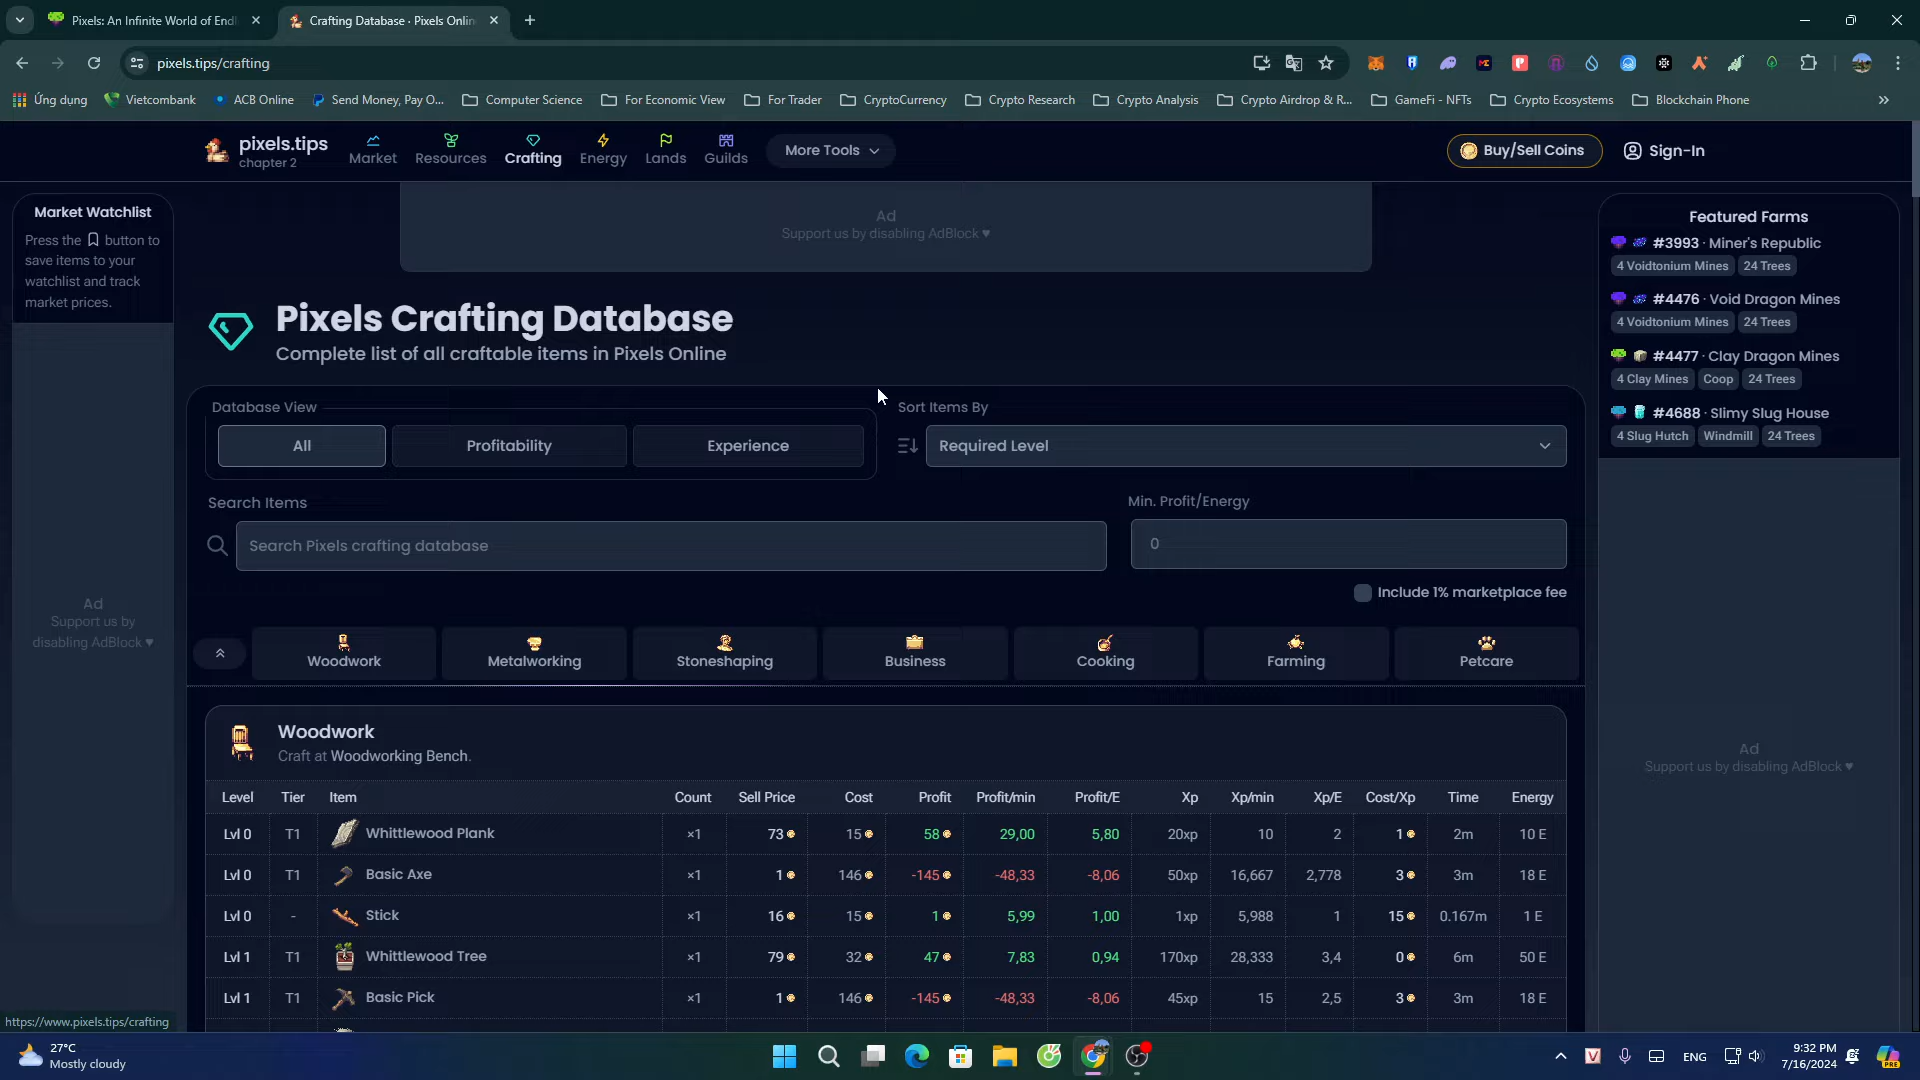 Pixels: An Infinite World of Endl
Crafting Database · Pixels Onlin
pixels.tips/crafting
Ứng dụng
Vietcombank
ACB Online
Send Money, Pay O...
Computer Science
For Economic View
For Trader
CryptoCurrency
Crypto Research
Crypto Analysis
Crypto Airdrop & R...
GameFi - NFTs
Crypto Ecosystems
Blockchain Phone
pixels.tips
chapter 2
Market
Resources
Crafting
Energy
Lands
Guilds
More Tools
Buy/Sell Coins
Sign-In
Market Watchlist
Press the button to
save items to your
watchlist and track
market prices.
Ad
Support us by
disabling AdBlock ♥
Ad
Support us by disabling AdBlock ♥
Pixels Crafting Database
Complete list of all craftable items in Pixels Online
Database View
All
Profitability
Experience
Sort Items By
Required Level
Search Items
Search Pixels crafting database
Min. Profit/Energy
0
Include 1% marketplace fee
Woodwork
Metalworking
Stoneshaping
Business
Cooking
Farming
Petcare
Woodwork
Craft at Woodworking Bench.
Level Tier Item Count Sell Price Cost Profit Profit/min Profit/E Xp Xp/min Xp/E Cost/Xp Time Energy
Lvl 0 T1 Whittlewood Plank ×1 73 15 58 29,00 5,80 20xp 10 2 1 2m 10 E
Lvl 0 T1 Basic Axe ×1 1 146 -145 -48,33 -8,06 50xp 16,667 2,778 3 3m 18 E
Lvl 0 - Stick ×1 16 15 1 5,99 1,00 1xp 5,988 1 15 0.167m 1 E
Lvl 1 T1 Whittlewood Tree ×1 79 32 47 7,83 0,94 170xp 28,333 3,4 0 6m 50 E
Lvl 1 T1 Basic Pick ×1 1 146 -145 -48,33 -8,06 45xp 15 2,5 3 3m 18 E
Featured Farms
#3993 · Miner's Republic
4 Voidtonium Mines 24 Trees
#4476 · Void Dragon Mines
4 Voidtonium Mines 24 Trees
#4477 · Clay Dragon Mines
4 Clay Mines Coop 24 Trees
#4688 · Slimy Slug House
4 Slug Hutch Windmill 24 Trees
Ad
Support us by disabling AdBlock ♥
https://www.pixels.tips/crafting
27°C
Mostly cloudy
ENG
9:32 PM
7/16/2024